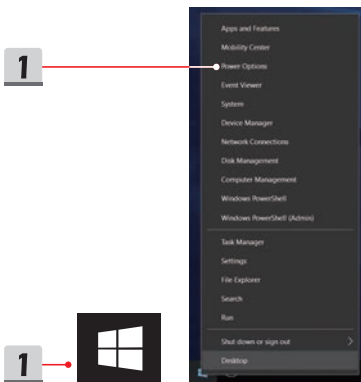 Apps and Features
Mobility Center
1
Power Options
Event Viewer
System
Device Manager
Network Connections
Disk Management
Computer Management
Windows PowerShell
Windows PowerShell (Admin)
Task Manager
Settings
File Explorer
Search
Run
Shut down or sign out
Desktop
1